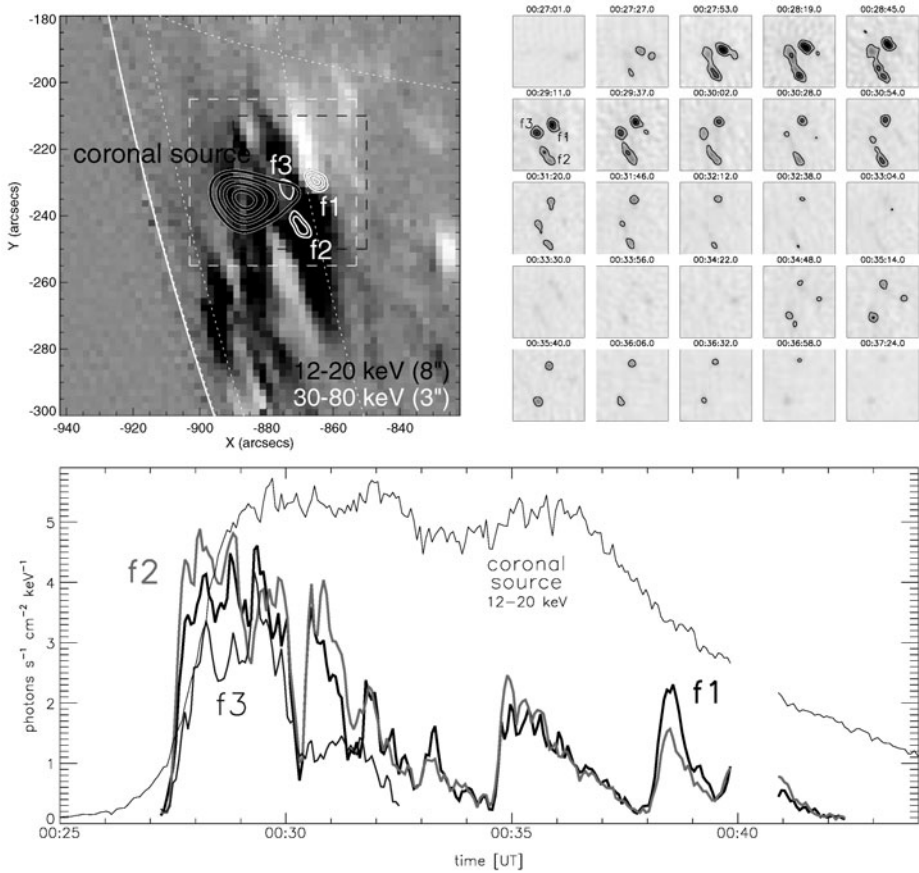 -180
-200
-220
-240
-260
-280
-300
Y (arcsecs)
coronal source
f3
f1
f2
12-20 keV (8")
30-80 keV (3")
-940
-920
-900
-880
-860
-840
X (arcsecs)
00:27:01.0
00:27:27.0
00:27:53.0
00:28:19.0
00:28:45.0
00:29:11.0
00:29:37.0
00:30:02.0
00:30:28.0
00:30:54.0
f3
f1
f2
00:31:20.0
00:31:46.0
00:32:12.0
00:32:38.0
00:33:04.0
00:33:30.0
00:33:56.0
00:34:22.0
00:34:48.0
00:35:14.0
00:35:40.0
00:36:06.0
00:36:32.0
00:36:58.0
00:37:24.0
5
4
3
2
1
0
photons s⁻¹ cm⁻² keV⁻¹
f2
f3
coronal
source
12-20 keV
f1
00:25
00:30
00:35
00:40
time [UT]